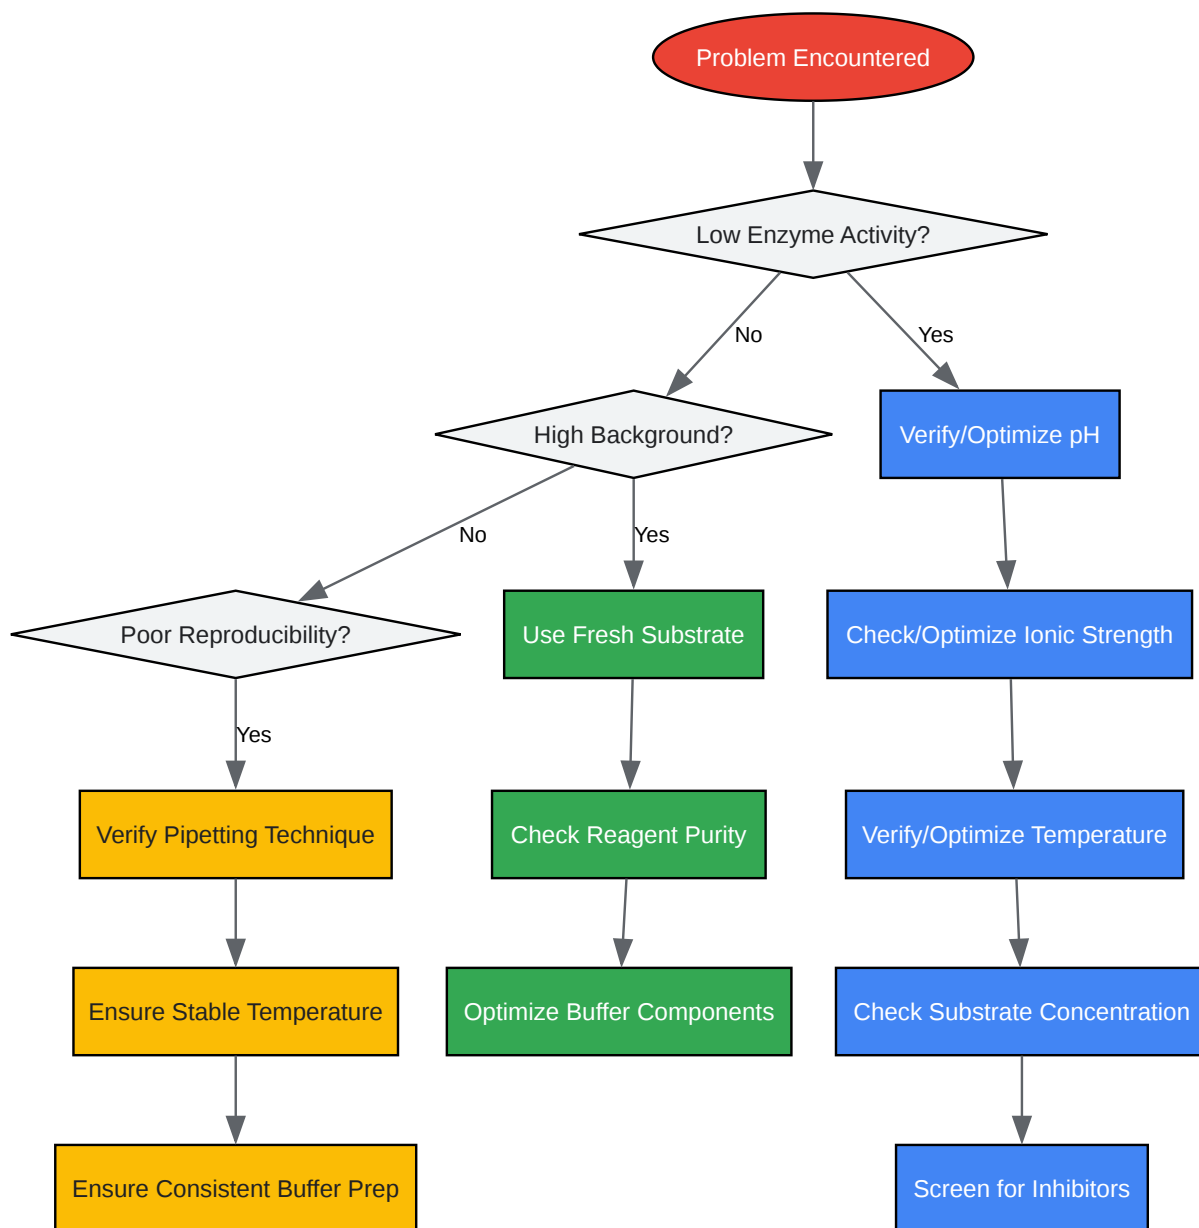 Problem Encountered
Low Enzyme Activity?
No
Yes
High Background?
Verify/Optimize pH
No
Yes
Poor Reproducibility?
Use Fresh Substrate
Check/Optimize Ionic Strength
Yes
Verify Pipetting Technique
Check Reagent Purity
Verify/Optimize Temperature
Ensure Stable Temperature
Optimize Buffer Components
Check Substrate Concentration
Ensure Consistent Buffer Prep
Screen for Inhibitors